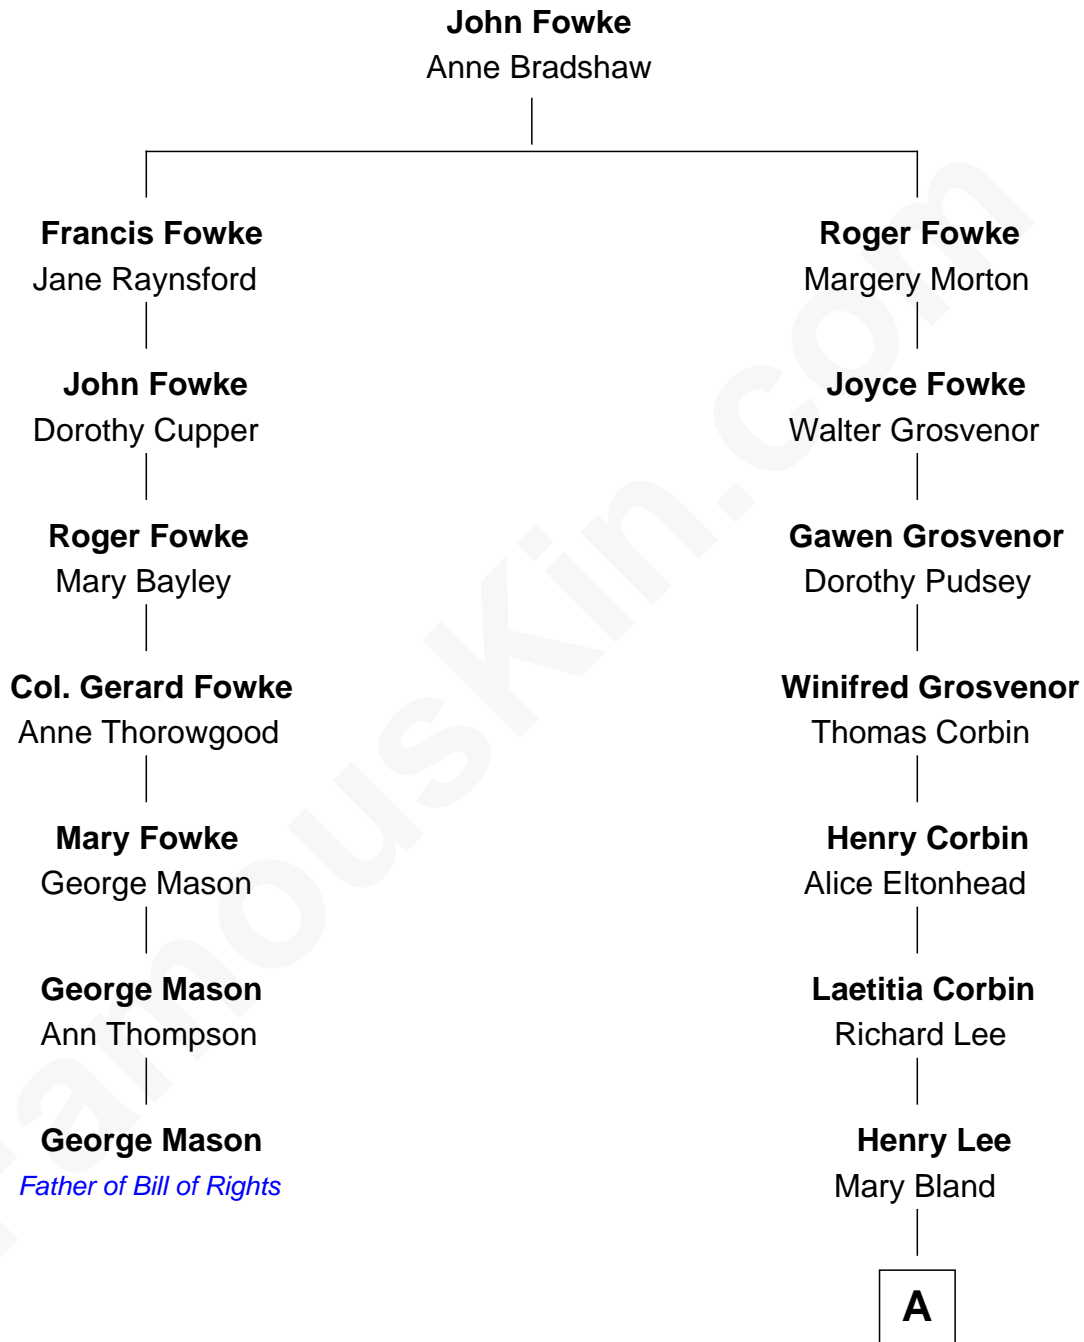 John Fowke
Anne Bradshaw
Francis Fowke
Jane Raynsford
Roger Fowke
Margery Morton
John Fowke
Dorothy Cupper
Joyce Fowke
Walter Grosvenor
Roger Fowke
Mary Bayley
Gawen Grosvenor
Dorothy Pudsey
Col. Gerard Fowke
Anne Thorowgood
Winifred Grosvenor
Thomas Corbin
Mary Fowke
George Mason
Henry Corbin
Alice Eltonhead
George Mason
Ann Thompson
Laetitia Corbin
Richard Lee
George Mason
Father of Bill of Rights
Henry Lee
Mary Bland
A
FamousKin.com